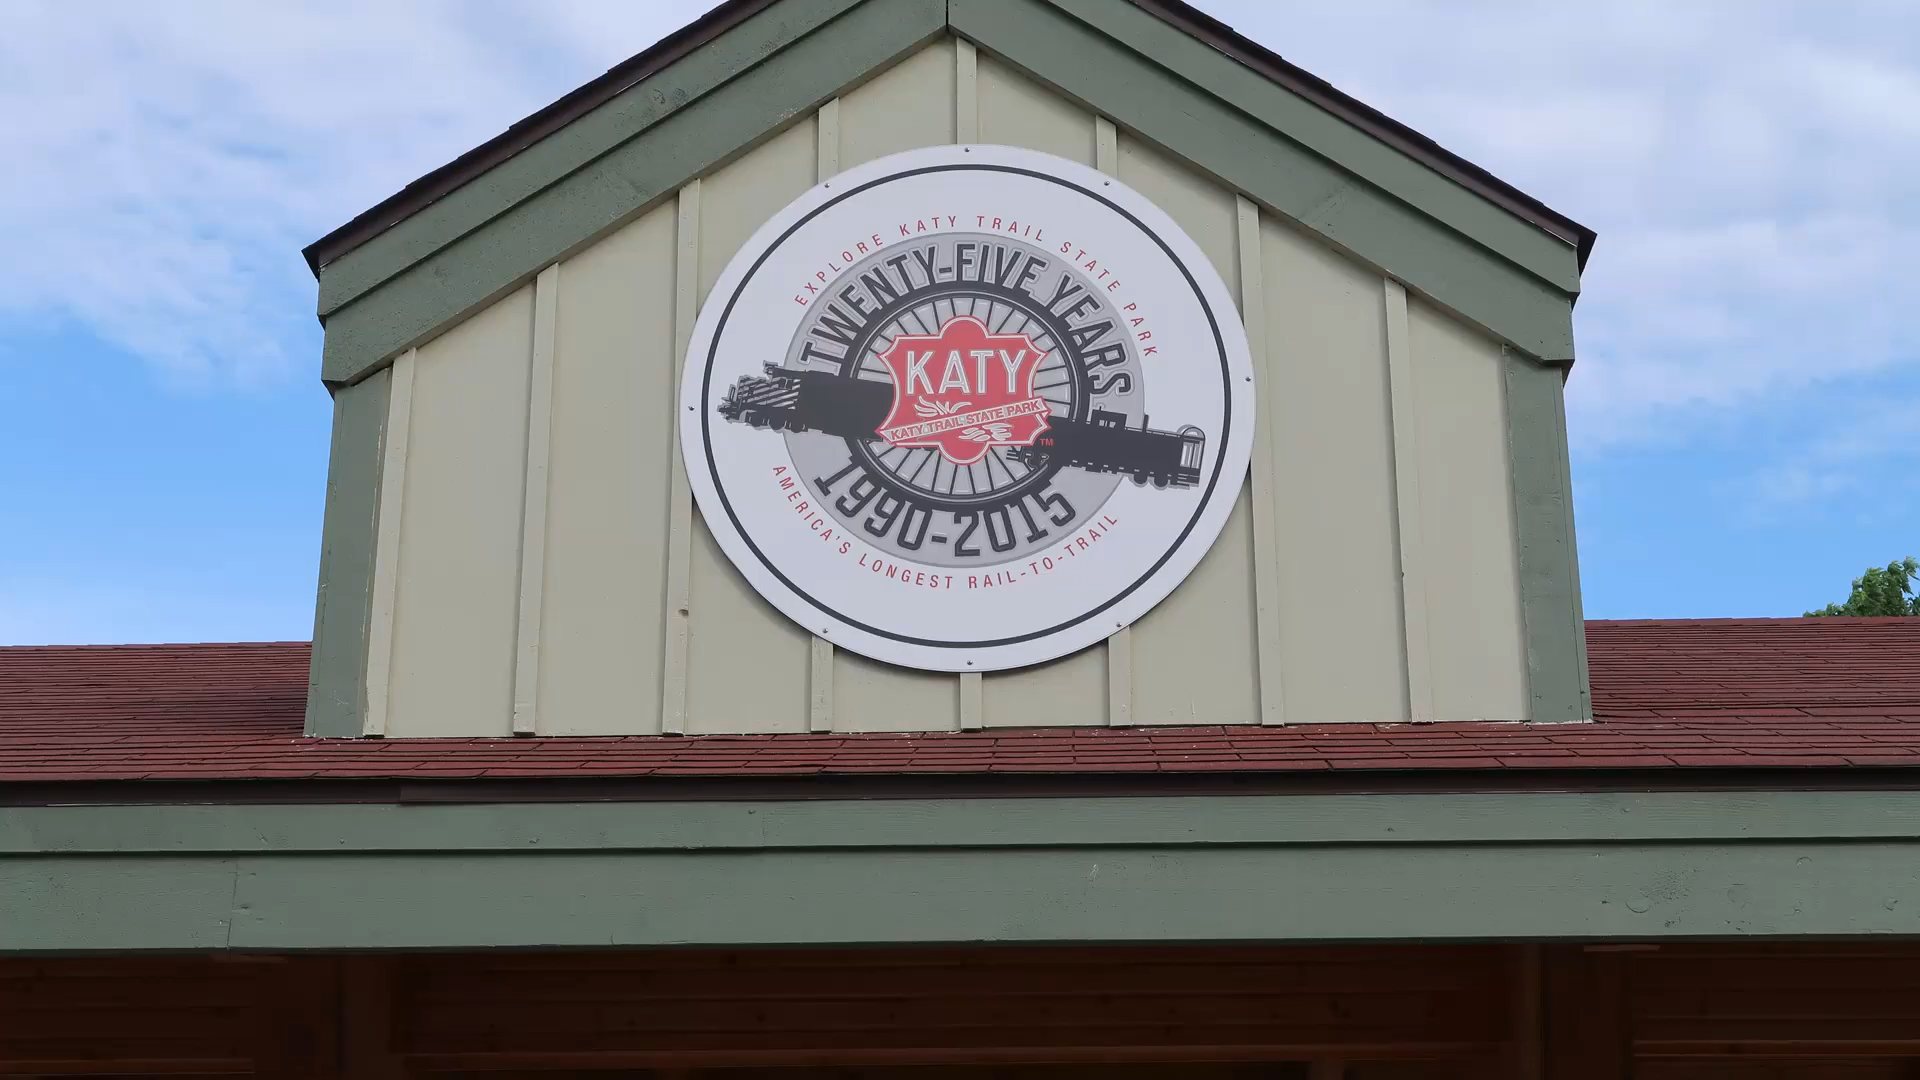 EXPLORE KATY TRAIL STATE PARK
TWENTY-FIVE YEARS
KATY
KATY TRAIL STATE PARK
TM
1990-2015
AMERICA'S LONGEST RAIL-TO-TRAIL